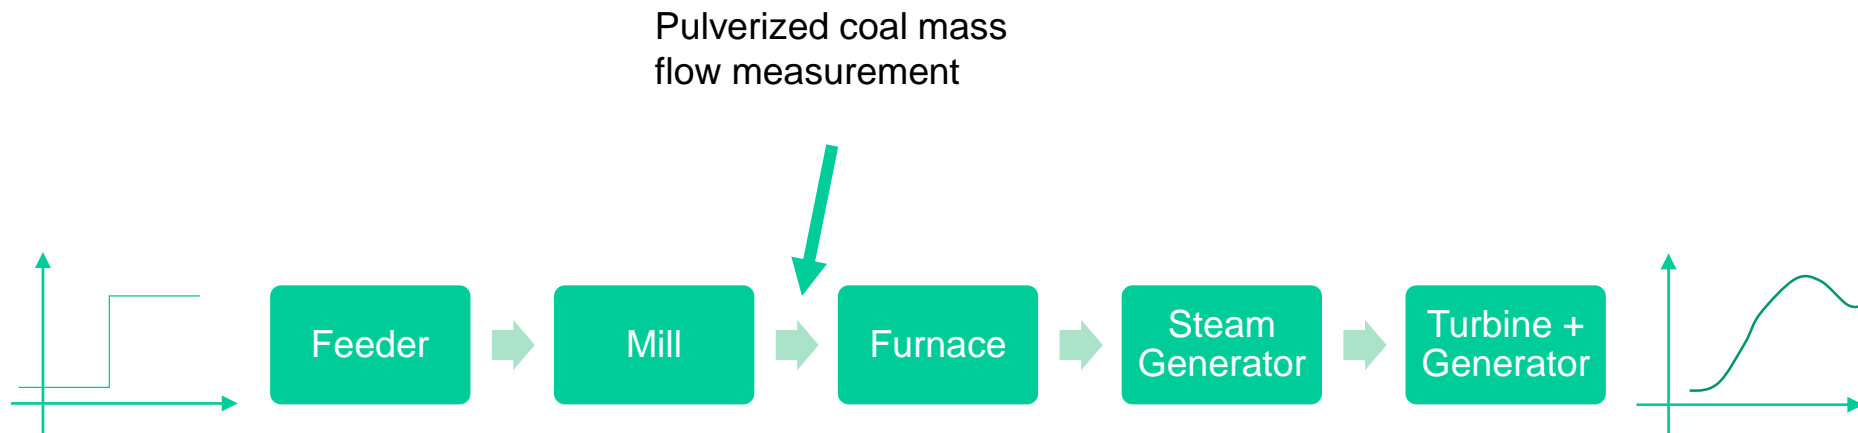 Pulverized coal mass
flow measurement
Feeder
Mill
Furnace
Steam
Generator
Turbine +
Generator